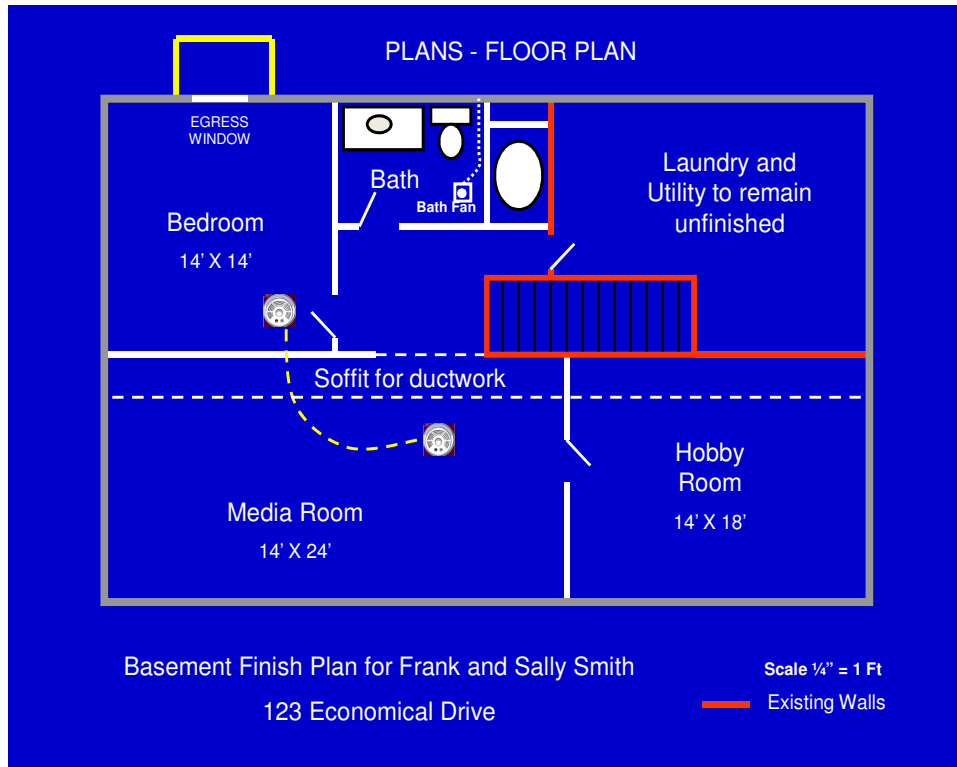 PLANS - FLOOR PLAN
EGRESS
WINDOW
Bath
Bath Fan
Laundry and
Utility to remain
unfinished
Bedroom
14’ X 14’
Soffit for ductwork
Hobby
Room
14’ X 18’
Media Room
14’ X 24’
Basement Finish Plan for Frank and Sally Smith
123 Economical Drive
Scale ¼” = 1 Ft
Existing Walls